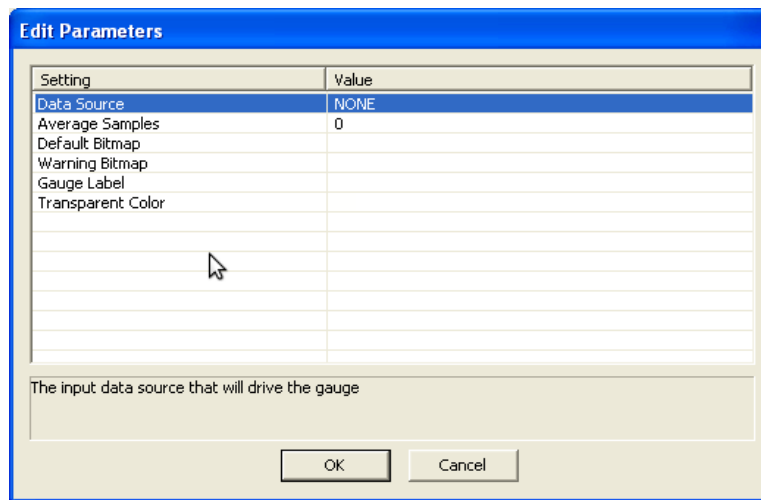 Edit Parameters
Setting Value
Data Source NONE
Average Samples 0
Default Bitmap
Warning Bitmap
Gauge Label
Transparent Color
The input data source that will drive the gauge
OK Cancel